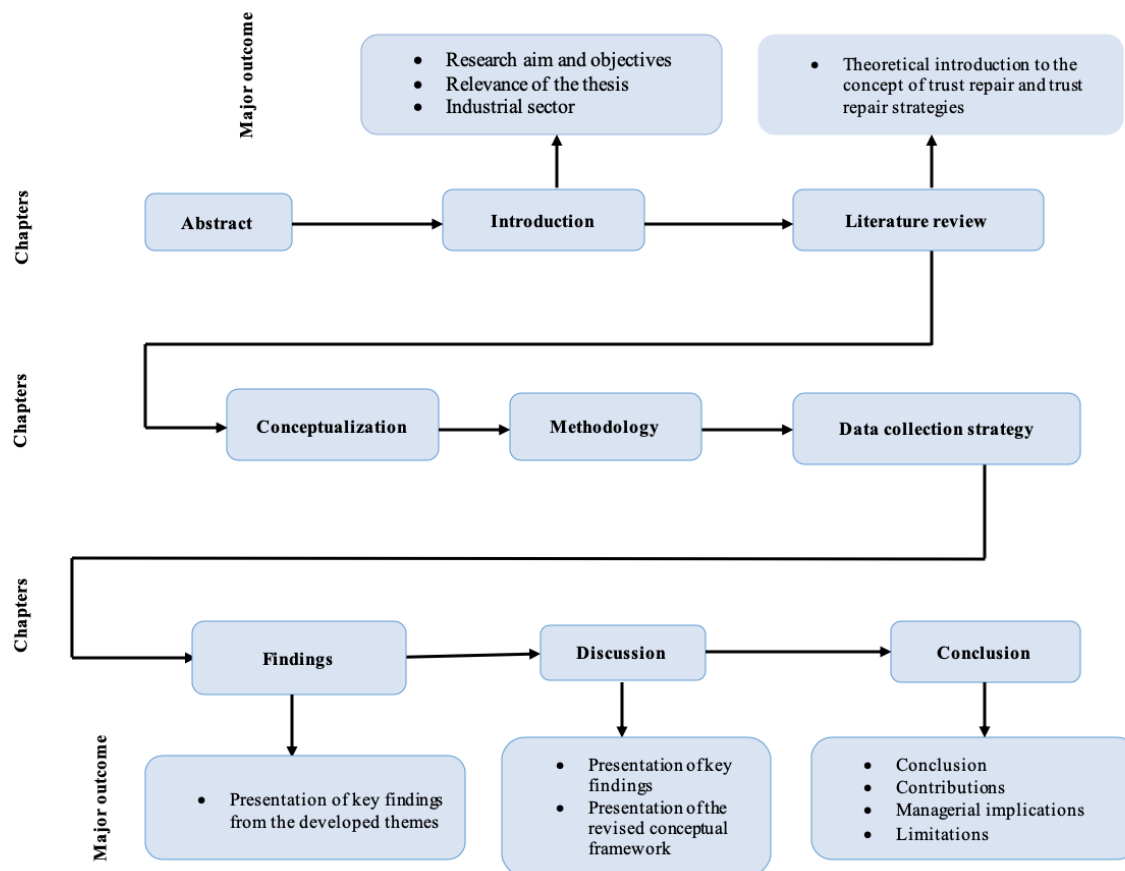 Major outcome
• Research aim and objectives
• Relevance of the thesis
• Industrial sector
• Theoretical introduction to the
concept of trust repair and trust
repair strategies
Chapters
Abstract
Introduction
Literature review
Chapters
Conceptualization
Methodology
Data collection strategy
Chapters
Findings
Discussion
Conclusion
Major outcome
• Presentation of key findings
from the developed themes
• Presentation of key
findings
• Presentation of the
revised conceptual
framework
• Conclusion
• Contributions
• Managerial implications
• Limitations